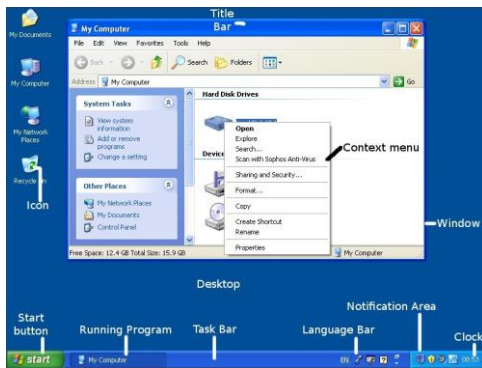 Title
Bar
My Documents
My Computer
My Network
Places
Recycle Bin
Icon
My Computer
File Edit View Favorites Tools Help
Back
Search
Folders
Address
My Computer
Go
System Tasks
View system
information
Add or remove
programs
Change a setting
Other Places
My Network Places
My Documents
Control Panel
Hard Disk Drives
Open
Explore
Search...
Scan with Sophos Anti-Virus
Sharing and Security...
Format...
Copy
Create Shortcut
Rename
Properties
Context menu
Free Space: 12.4 GB Total Size: 15.9 GB
My Computer
Window
Desktop
Start
button
Running Program
Task Bar
Language Bar
Notification Area
Clock
start
My Computer
EN